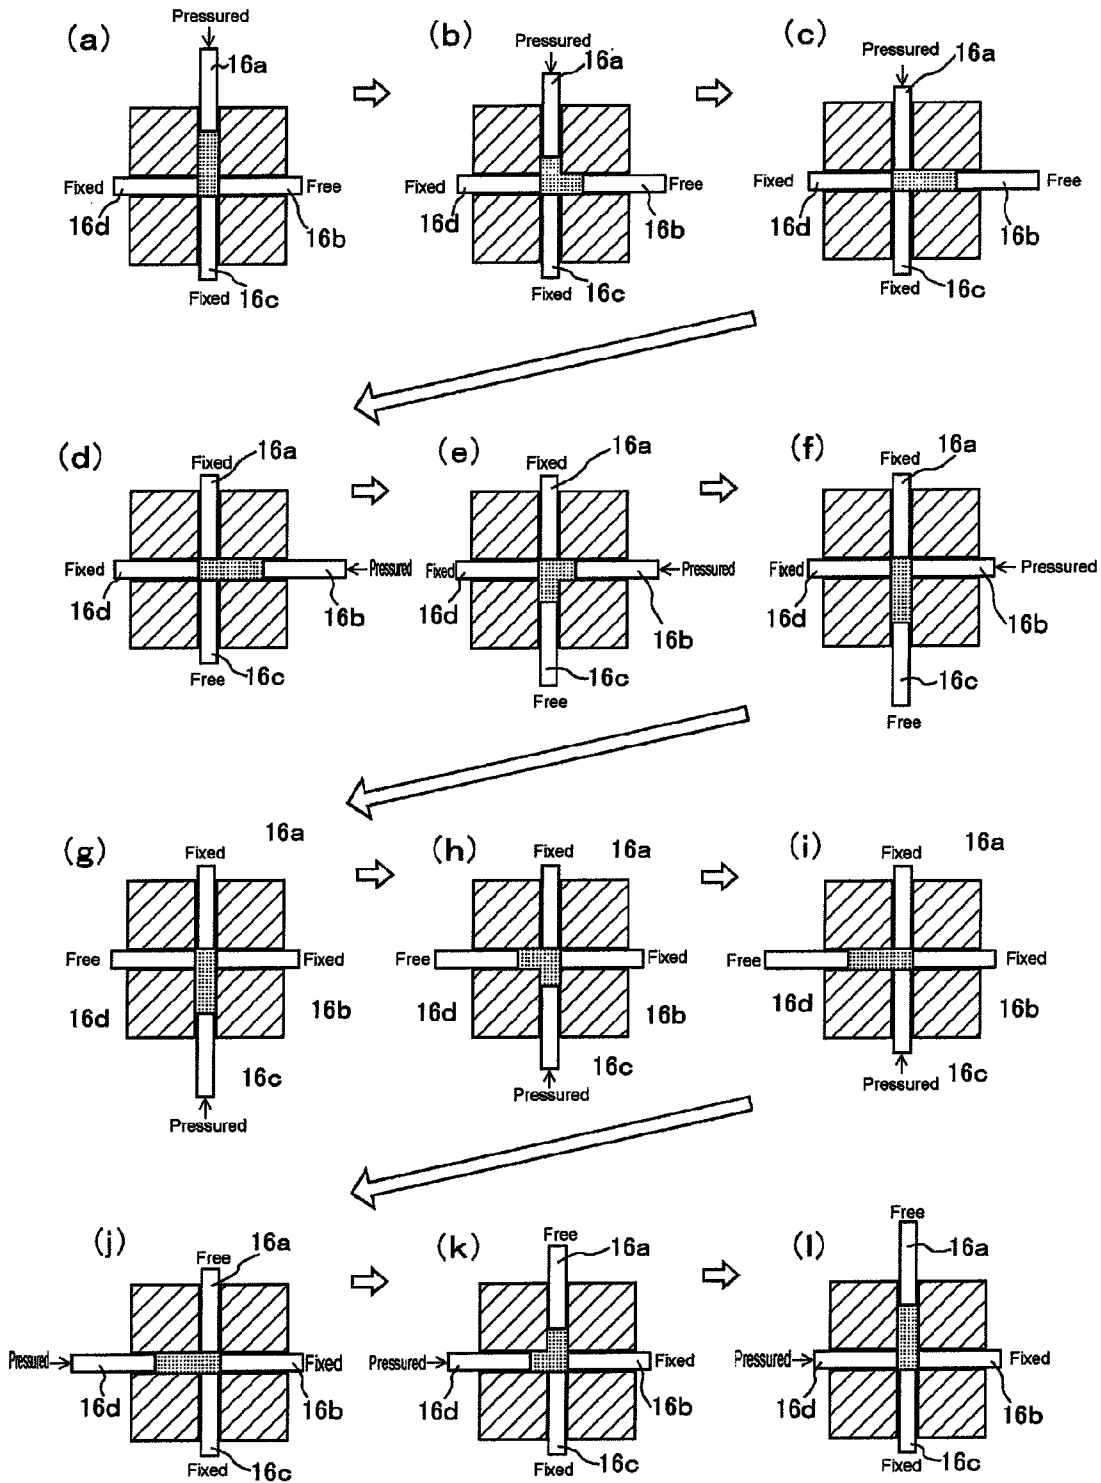 (a)
Pressured
16a
Fixed
16d
Free
16b
Fixed
16c
(b)
Pressured
16a
Fixed
16d
Free
16b
Fixed
16c
(c)
Pressured
16a
Fixed
16d
Free
16b
Fixed
16c
(d)
Fixed
16a
Fixed
16d
Pressured
16b
Free
16c
(e)
Fixed
16a
Fixed
16d
Pressured
16b
16c
Free
(f)
Fixed
16a
Fixed
16d
Pressured
16b
16c
Free
(g)
16a
Fixed
Free
Fixed
16d
16b
16c
Pressured
(h)
Fixed
16a
Free
Fixed
16d
16b
16c
Pressured
(i)
Fixed
16a
Free
Fixed
16d
16b
16c
Pressured
(j)
Free
16a
Pressured
16d
Fixed
16b
16c
Fixed
(k)
Free
16a
Pressured
16d
Fixed
16b
16c
Fixed
(l)
Free
16a
Pressured
16d
Fixed
16b
16c
Fixed